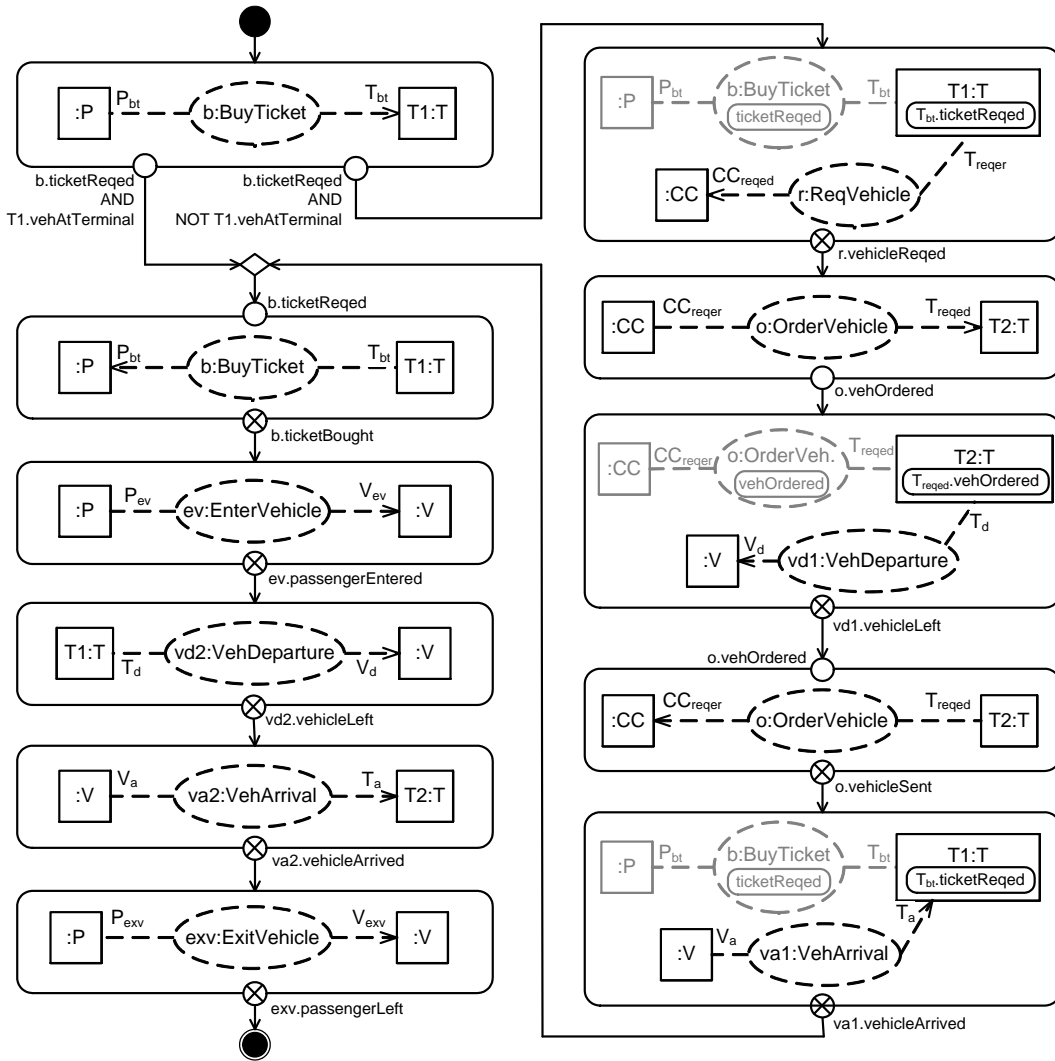 :P
P_bt
b:BuyTicket
T_bt
T1:T
b.ticketReqed
AND
T1.vehAtTerminal
b.ticketReqed
AND
NOT T1.vehAtTerminal
b.ticketReqed
:P
P_bt
b:BuyTicket
T_bt
T1:T
b.ticketBought
:P
P_ev
ev:EnterVehicle
V_ev
:V
ev.passengerEntered
T1:T
T_d
vd2:VehDeparture
V_d
:V
vd2.vehicleLeft
:V
V_a
va2:VehArrival
T_a
T2:T
va2.vehicleArrived
:P
P_exv
exv:ExitVehicle
V_exv
:V
exv.passengerLeft
:P
P_bt
b:BuyTicket
ticketReqed
T_bt
T1:T
T_bt.ticketReqed
T_reqer
:CC
CC_reqed
r:ReqVehicle
r.vehicleReqed
:CC
CC_reqer
o:OrderVehicle
T_reqed
T2:T
o.vehOrdered
:CC
CC_reqer
o:OrderVeh.
vehOrdered
T_reqed
T2:T
T_reqed.vehOrdered
T_d
:V
V_d
vd1:VehDeparture
vd1.vehicleLeft
o.vehOrdered
:CC
CC_reqer
o:OrderVehicle
T_reqed
T2:T
o.vehicleSent
:P
P_bt
b:BuyTicket
ticketReqed
T_bt
T1:T
T_bt.ticketReqed
T_a
:V
V_a
va1:VehArrival
va1.vehicleArrived